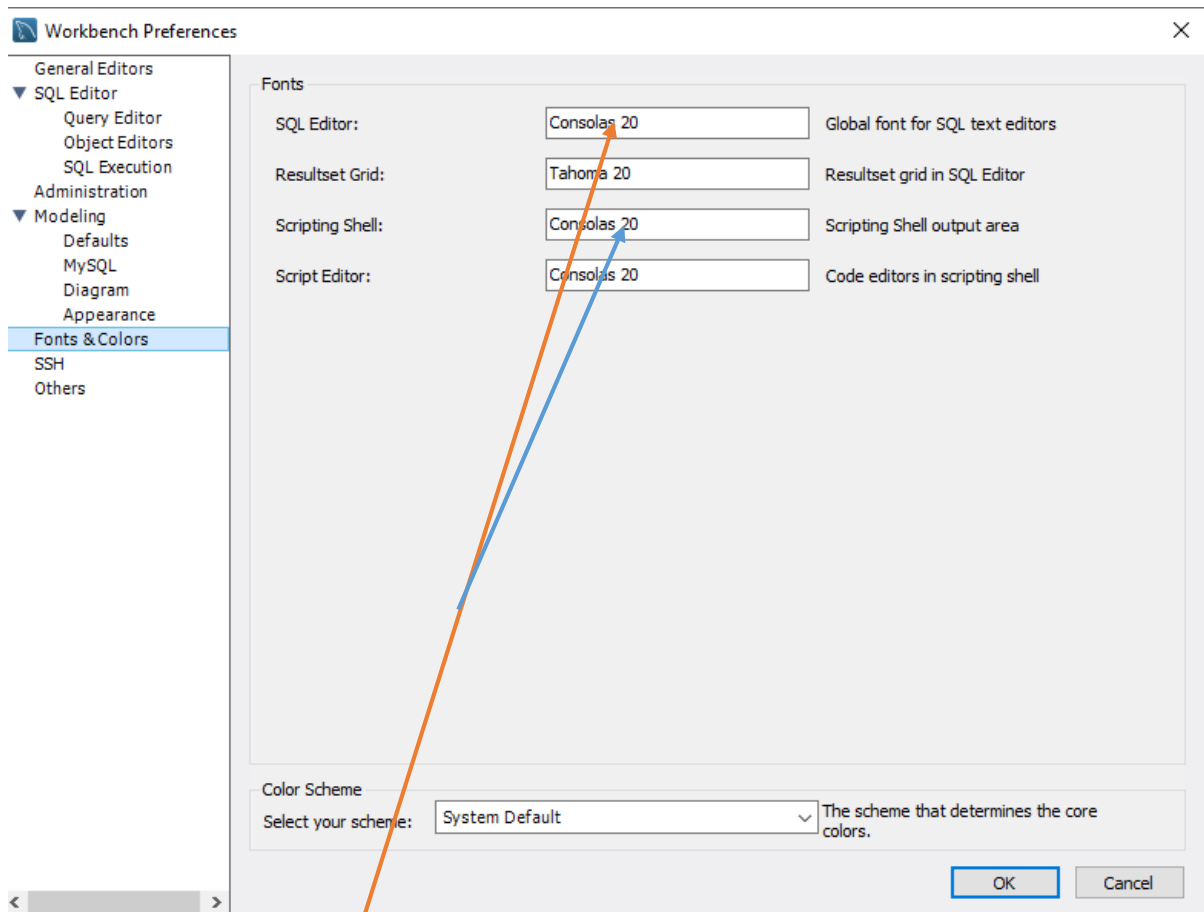 Workbench Preferences
General Editors
SQL Editor
Query Editor
Object Editors
SQL Execution
Administration
Modeling
Defaults
MySQL
Diagram
Appearance
Fonts & Colors
SSH
Others
Fonts
SQL Editor: Consolas 20 Global font for SQL text editors
Resultset Grid: Tahoma 20 Resultset grid in SQL Editor
Scripting Shell: Consolas 20 Scripting Shell output area
Script Editor: Consolas 20 Code editors in scripting shell
Color Scheme
Select your scheme: System Default The scheme that determines the core
colors.
OK Cancel